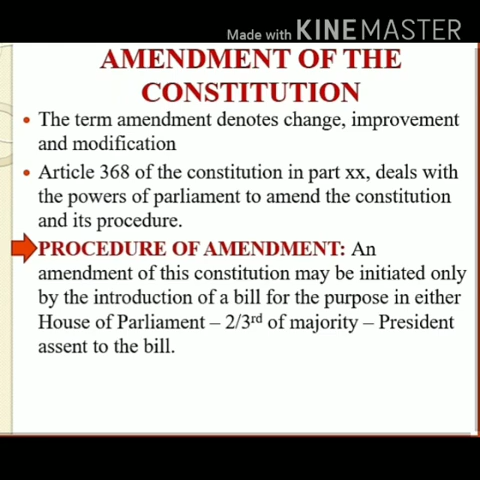 Made with KINEMASTER
AMENDMENT OF THE
CONSTITUTION
• The term amendment denotes change, improvement
and modification
• Article 368 of the constitution in part xx, deals with
the powers of parliament to amend the constitution
and its procedure.
PROCEDURE OF AMENDMENT: An
amendment of this constitution may be initiated only
by the introduction of a bill for the purpose in either
House of Parliament – 2/3rd of majority – President
assent to the bill.